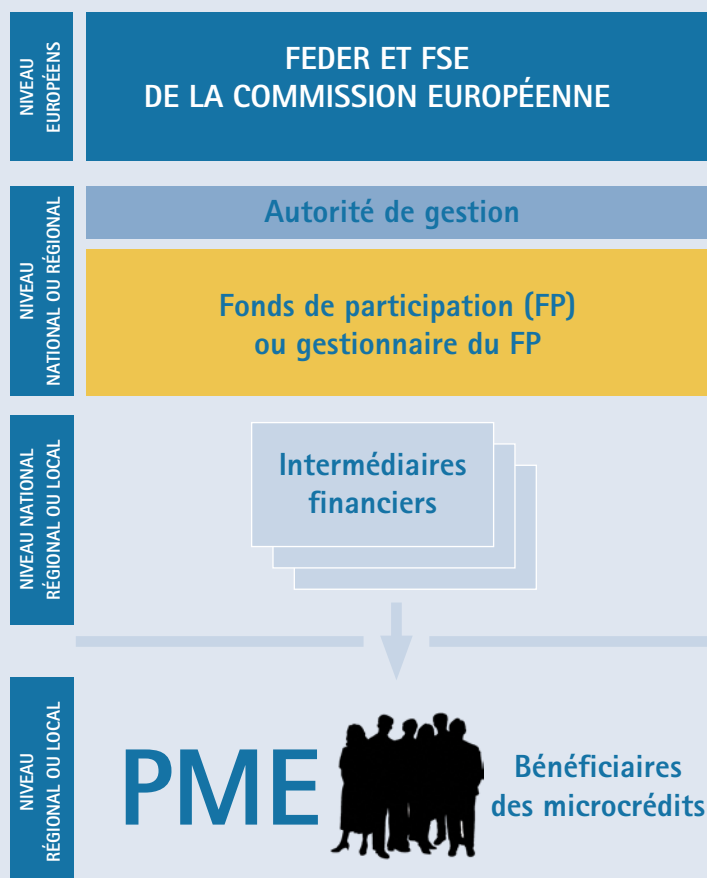 NIVEAU
EUROPÉENS
FEDER ET FSE
DE LA COMMISSION EUROPÉENNE
NIVEAU
NATIONAL OU RÉGIONAL
Autorité de gestion
Fonds de participation (FP)
ou gestionnaire du FP
NIVEAU NATIONAL
RÉGIONAL OU LOCAL
Intermédiaires
financiers
NIVEAU
RÉGIONAL OU LOCAL
PME
Bénéficiaires
des microcrédits